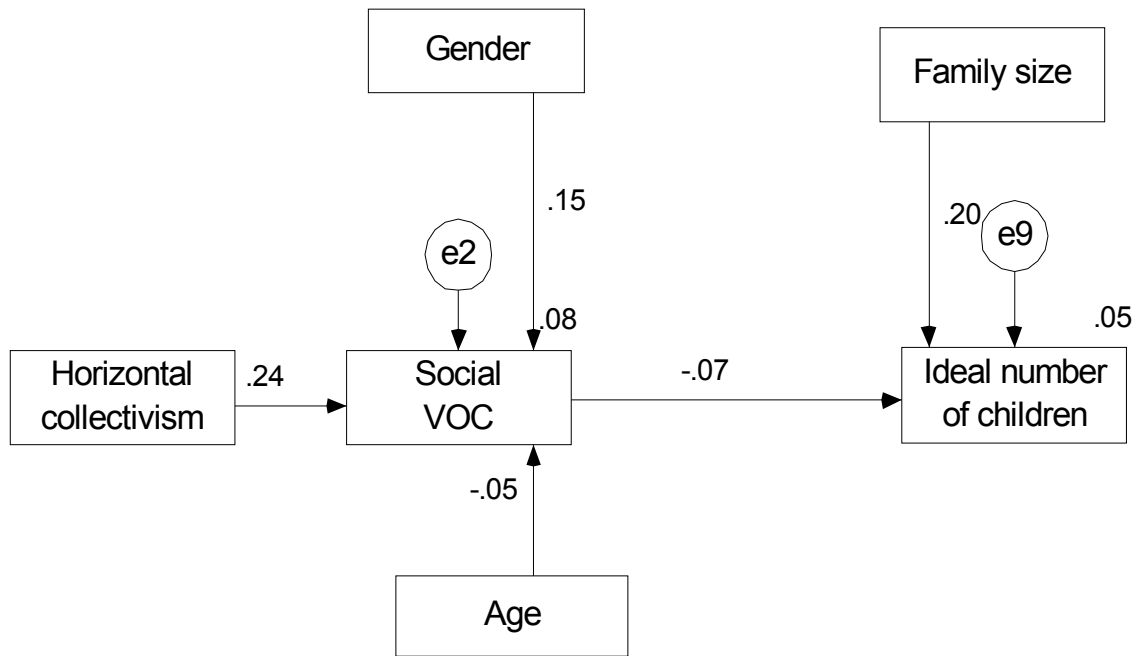 Gender
Family size
.15
.20
e9
e2
.08
.05
Horizontal
collectivism
.24
Social
VOC
-.07
Ideal number
of children
-.05
Age